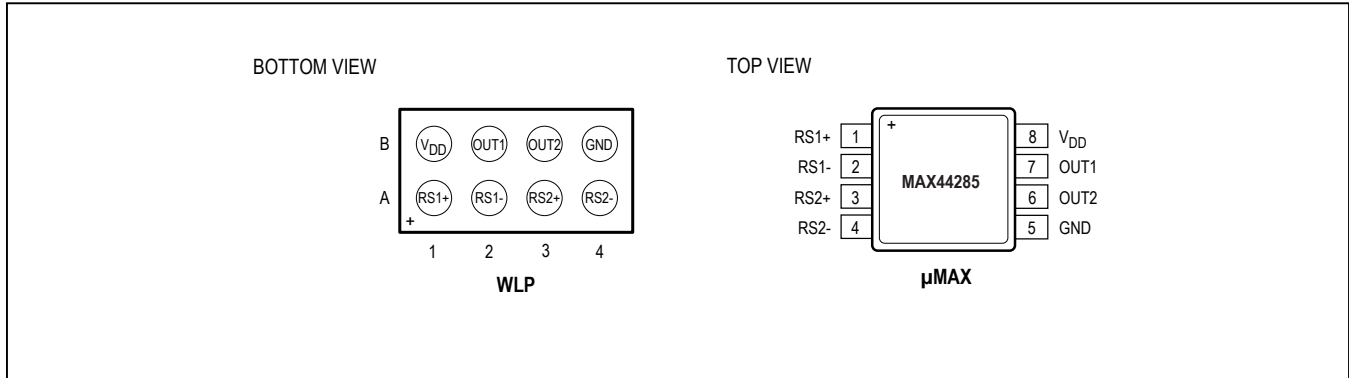 BOTTOM VIEW
B VDD OUT1 OUT2 GND
A RS1+ RS1- RS2+ RS2-
+
1 2 3 4
WLP
TOP VIEW
+
RS1+ 1 8 VDD
RS1- 2 MAX44285 7 OUT1
RS2+ 3 6 OUT2
RS2- 4 5 GND
µMAX